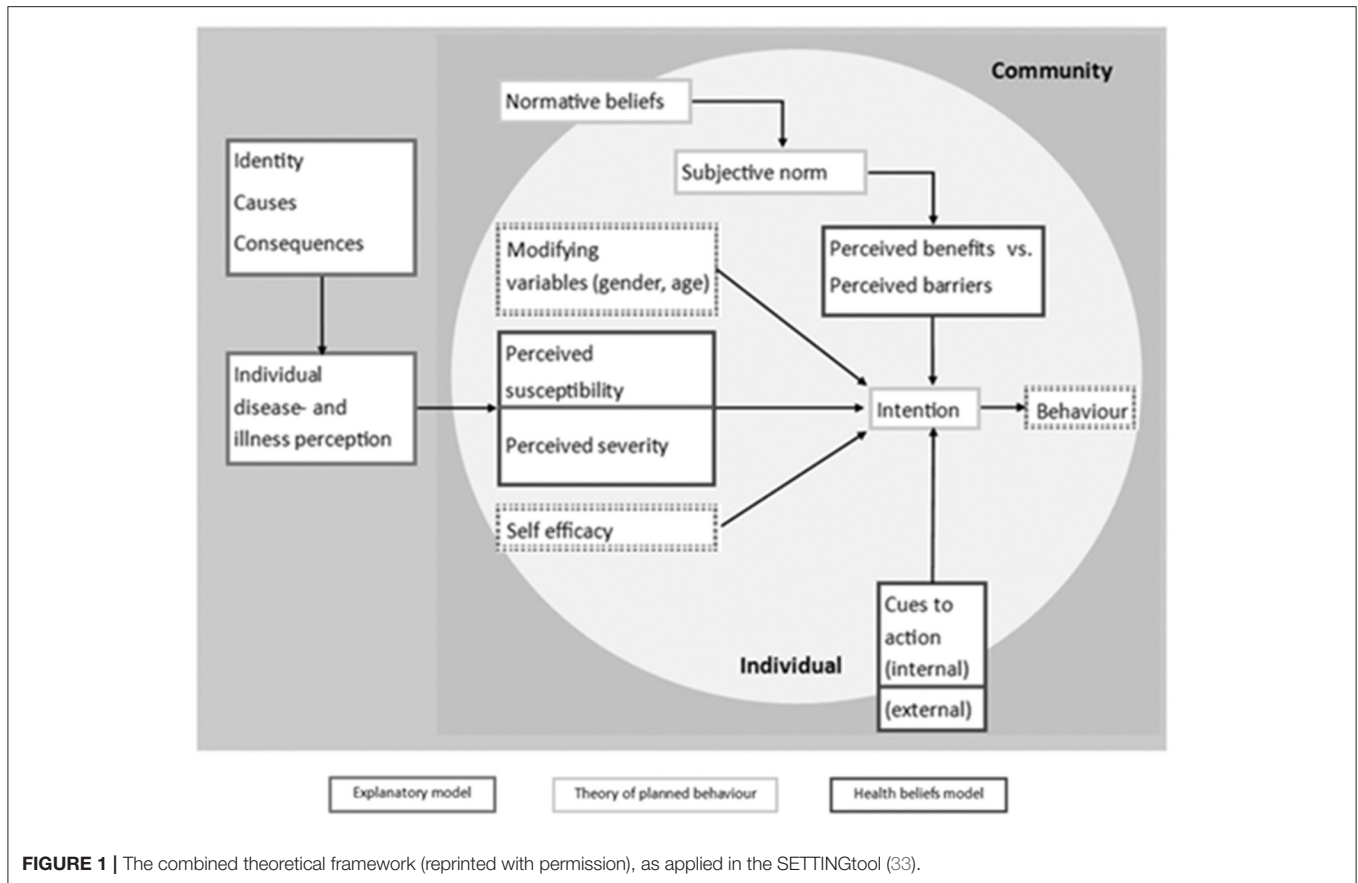 Community
Normative beliefs
Subjective norm
Identity
Causes
Consequences
Modifying
variables (gender, age)
Perceived benefits vs.
Perceived barriers
Individual
disease- and
illness perception
Perceived
susceptibility
Perceived severity
Intention
Behaviour
Self efficacy
Cues to
action
(internal)
(external)
Individual
Explanatory model
Theory of planned behaviour
Health beliefs model
FIGURE 1 | The combined theoretical framework (reprinted with permission), as applied in the SETTINGtool (33).